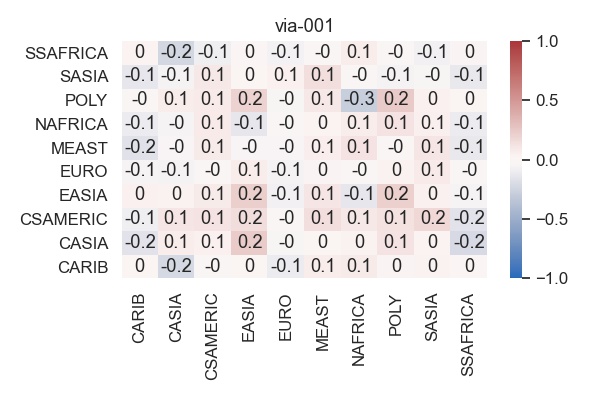 via-001
SSAFRICA 0 -0.2 -0.1 0 -0.1 -0 0.1 -0 -0.1 0
SASIA -0.1 -0.1 0.1 0 0.1 0.1 -0 -0.1 -0 -0.1
POLY -0 0.1 0.1 0.2 -0 0.1 -0.3 0.2 0 0
NAFRICA -0.1 -0 0.1 -0.1 -0 0 0.1 0.1 0.1 -0.1
MEAST -0.2 -0 0.1 -0 -0 0.1 0.1 -0 0.1 -0.1
EURO -0.1 -0.1 -0 0.1 -0.1 0 -0 0 0.1 -0
EASIA 0 0 0.1 0.2 -0.1 0.1 -0.1 0.2 0 -0.1
CSAMERIC -0.1 0.1 0.1 0.2 -0 0.1 0.1 0.1 0.2 -0.2
CASIA -0.2 0.1 0.1 0.2 -0 0 0 0.1 0 -0.2
CARIB 0 -0.2 -0 0 -0.1 0.1 0.1 0 0 0
CARIB CASIA CSAMERIC EASIA EURO MEAST NAFRICA POLY SASIA SSAFRICA
1.0
0.5
0.0
−0.5
−1.0